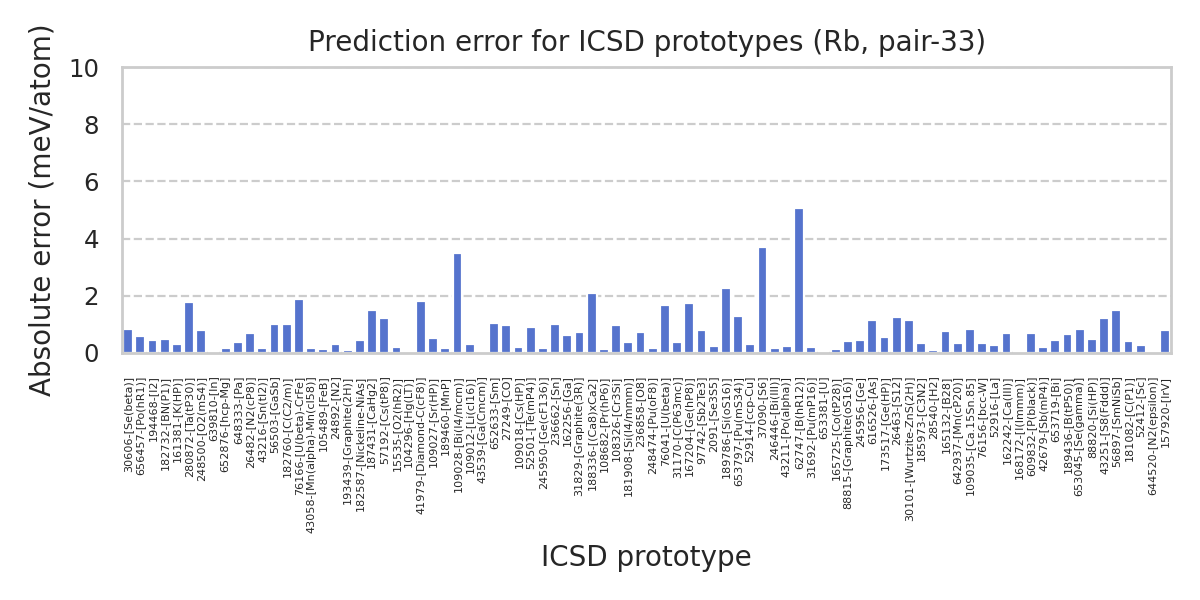 Prediction error for ICSD prototypes (Rb, pair-33)
Absolute error (meV/atom)
10
8
6
4
2
0
30606-[Se(beta)]
656457-[Po(hR1)]
194468-[I2]
182732-[BN(P1)]
161381-[K(HP)]
280872-[Ta(tP30)]
248500-[O2(mS4)]
639810-[In]
652876-[hcp-Mg]
648333-[Pa]
26482-[N2(cP8)]
43216-[Sn(tI2)]
56503-[GaSb]
182760-[C(C2/m)]
76166-[U(beta)-CrFe]
43058-[Mn(alpha)-Mn(cI58)]
105489-[FeB]
24892-[N2]
193439-[Graphite(2H)]
182587-[Nickeline-NiAs]
187431-[CaHg2]
57192-[Cs(tP8)]
15535-[O2(hR2)]
104296-[Hg(LT)]
41979-[Diamond-C(cF8)]
109027-[Sr(HP)]
189460-[MnP]
109028-[Bi(I4/mcm)]
109012-[Li(cI16)]
43539-[Ga(Cmcm)]
652633-[Sm]
27249-[CO]
109018-[Cs(HP)]
52501-[Te(mP4)]
245950-[Ge(cF136)]
236662-[Sn]
162256-[Ga]
31829-[Graphite(3R)]
188336-[(Ca8)xCa2]
108682-[Pr(hP6)]
108326-[Cr3Si]
181908-[Si(I4/mmm)]
236858-[O8]
248474-[Pu(oF8)]
76041-[U(beta)]
31170-[C(P63mc)]
167204-[Ge(hP8)]
97742-[Sb2Te3]
2091-[Se3S5]
189786-[Si(oS16)]
653797-[Pu(mS34)]
52914-[ccp-Cu]
37090-[S6]
246446-[Bi(III)]
43211-[Po(alpha)]
62747-[B(hR12)]
31692-[Pu(mP16)]
653381-[U]
165725-[Co(tP28)]
88815-[Graphite(oS16)]
245956-[Ge]
616526-[As]
173517-[Ge(HP)]
26463-[S12]
30101-[Wurtzite-ZnS(2H)]
185973-[C3N2]
28540-[H2]
165132-[B28]
642937-[Mn(cP20)]
109035-[Ca.15Sn.85]
76156-[bcc-W]
52916-[La]
162242-[Ca(III)]
168172-[I(Immm)]
609832-[P(black)]
42679-[Sb(mP4)]
653719-[Bi]
189436-[B(tP50)]
653045-[Se(gamma)]
88820-[Si(HP)]
43251-[S8(Fddd)]
56897-[SmNiSb]
181082-[C(P1)]
52412-[Sc]
644520-[N2(epsilon)]
157920-[IrV]
ICSD prototype